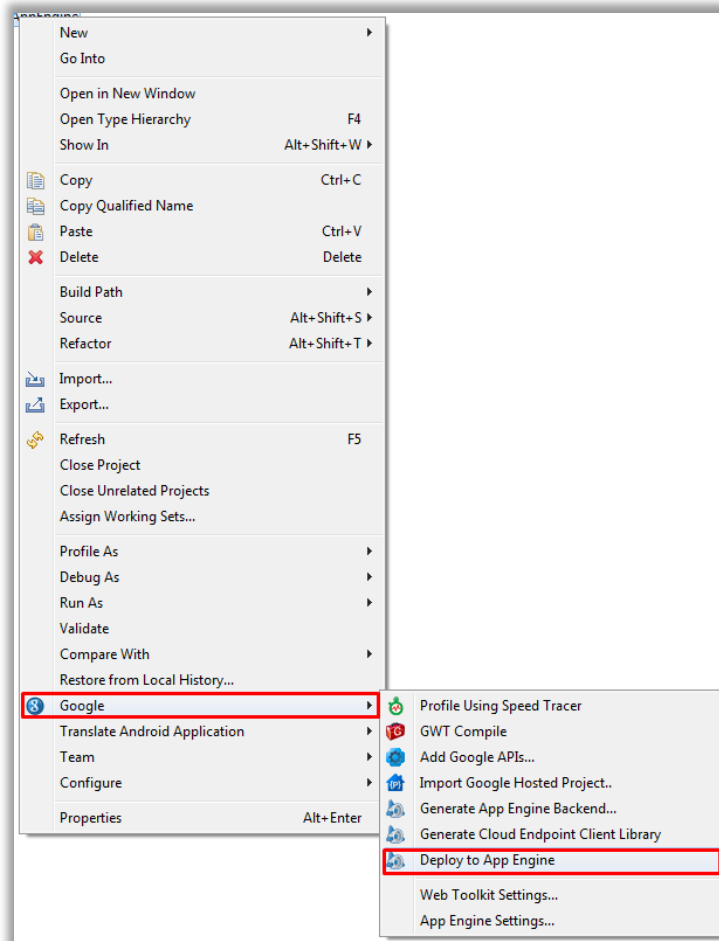 AppEngine
New
Go Into
Open in New Window
Open Type Hierarchy F4
Show In Alt+Shift+W
Copy Ctrl+C
Copy Qualified Name
Paste Ctrl+V
Delete Delete
Build Path
Source Alt+Shift+S
Refactor Alt+Shift+T
Import...
Export...
Refresh F5
Close Project
Close Unrelated Projects
Assign Working Sets...
Profile As
Debug As
Run As
Validate
Compare With
Restore from Local History...
Google
Translate Android Application
Team
Configure
Properties Alt+Enter
Profile Using Speed Tracer
GWT Compile
Add Google APIs...
Import Google Hosted Project..
Generate App Engine Backend...
Generate Cloud Endpoint Client Library
Deploy to App Engine
Web Toolkit Settings...
App Engine Settings...